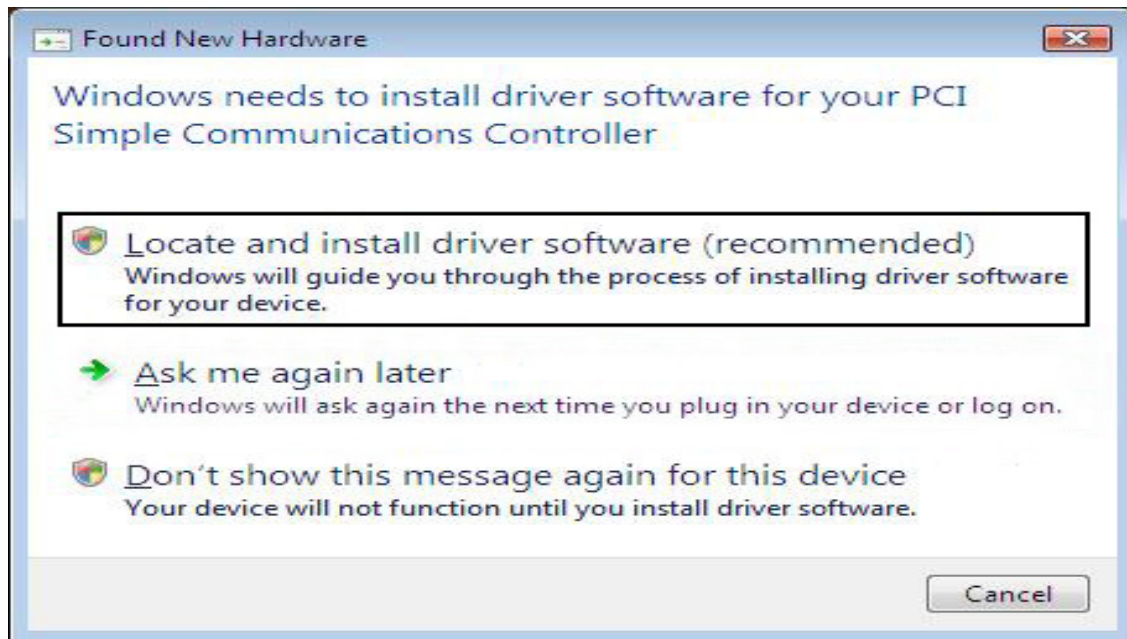 Found New Hardware
Windows needs to install driver software for your PCI
Simple Communications Controller
Locate and install driver software (recommended)
Windows will guide you through the process of installing driver software
for your device.
Ask me again later
Windows will ask again the next time you plug in your device or log on.
Don't show this message again for this device
Your device will not function until you install driver software.
Cancel